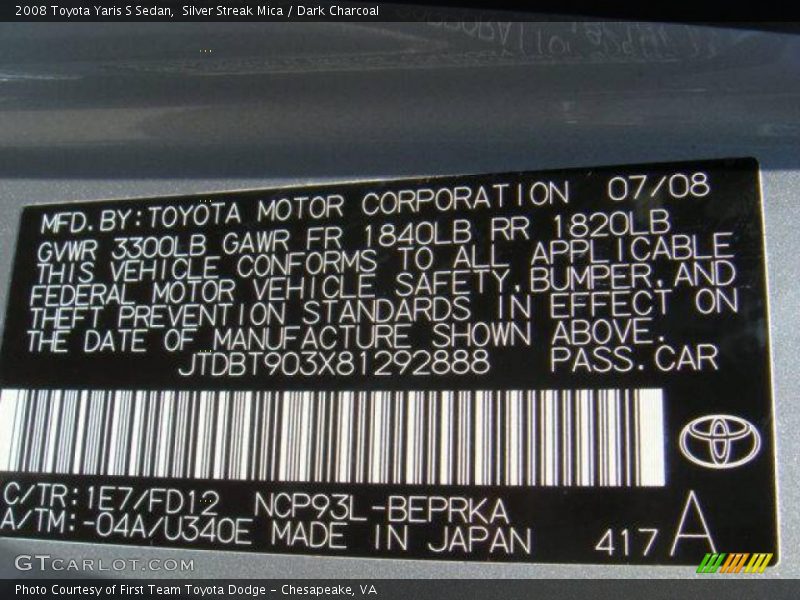 2008 Toyota Yaris S Sedan,  Silver Streak Mica / Dark Charcoal
MFD. BY: TOYOTA MOTOR CORPORATION 07/08
GVWR 3300LB GAWR FR 1840LB RR 1820LB
THIS VEHICLE CONFORMS TO ALL APPLICABLE
FEDERAL MOTOR VEHICLE SAFETY, BUMPER, AND
THEFT PREVENTION STANDARDS IN EFFECT ON
THE DATE OF MANUFACTURE SHOWN ABOVE.
JTDBT903X81292888 PASS. CAR
C/TR: 1E7/FD12 NCP93L-BEPRKA
A/TM: -04A/U340E MADE IN JAPAN 417 A
GTCARLOT.COM
Photo Courtesy of First Team Toyota Dodge - Chesapeake, VA